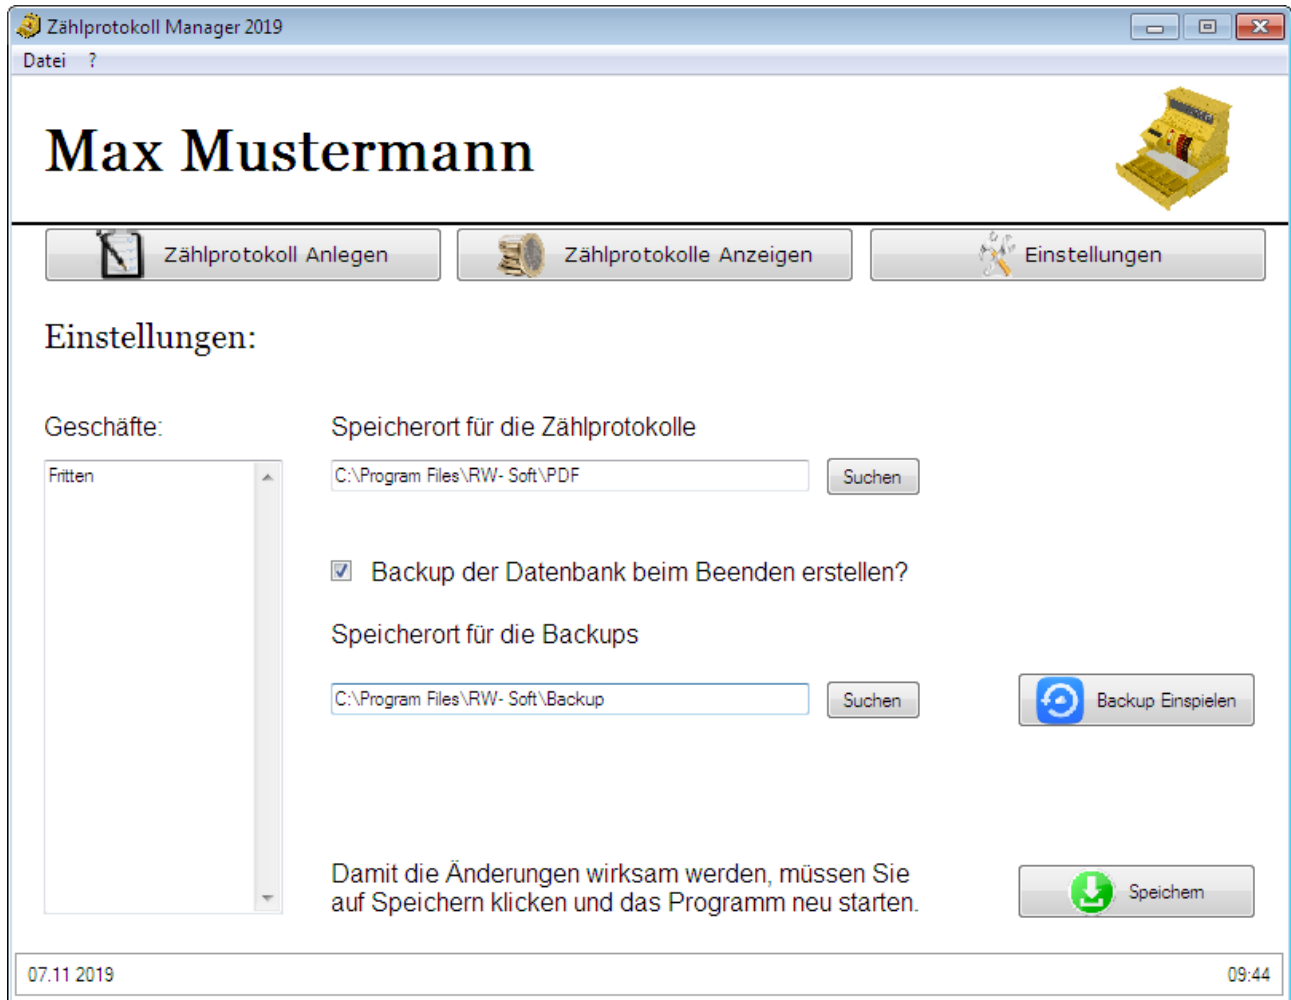 Zählprotokoll Manager 2019
Datei ?
Max Mustermann
Zählprotokoll Anlegen
Zählprotokolle Anzeigen
Einstellungen
Einstellungen:
Geschäfte:
Speicherort für die Zählprotokolle
Fritten
C:\Program Files\RW- Soft\PDF
Suchen
Backup der Datenbank beim Beenden erstellen?
Speicherort für die Backups
C:\Program Files\RW- Soft\Backup
Suchen
Backup Einspielen
Damit die Änderungen wirksam werden, müssen Sie
auf Speichern klicken und das Programm neu starten.
Speichern
07.11 2019
09:44